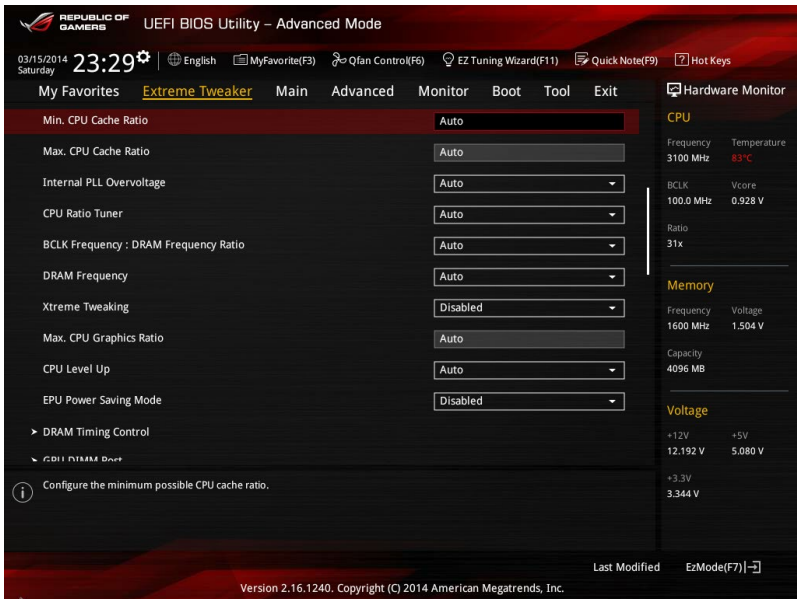 REPUBLIC OF
GAMERS
UEFI BIOS Utility – Advanced Mode
03/15/2014
Saturday
23:29
English
MyFavorite(F3)
Qfan Control(F6)
EZ Tuning Wizard(F11)
Quick Note(F9)
? Hot Keys
My Favorites
Extreme Tweaker
Main
Advanced
Monitor
Boot
Tool
Exit
Hardware Monitor
Min. CPU Cache Ratio
Auto
Max. CPU Cache Ratio
Auto
Internal PLL Overvoltage
Auto
CPU Ratio Tuner
Auto
BCLK Frequency : DRAM Frequency Ratio
Auto
DRAM Frequency
Auto
Xtreme Tweaking
Disabled
Max. CPU Graphics Ratio
Auto
CPU Level Up
Auto
EPU Power Saving Mode
Disabled
> DRAM Timing Control
> GPU DIMM Post
i
Configure the minimum possible CPU cache ratio.
CPU
Frequency Temperature
3100 MHz 83°C
BCLK Vcore
100.0 MHz 0.928 V
Ratio
31x
Memory
Frequency Voltage
1600 MHz 1.504 V
Capacity
4096 MB
Voltage
+12V +5V
12.192 V 5.080 V
+3.3V
3.344 V
Last Modified
EzMode(F7)
Version 2.16.1240. Copyright (C) 2014 American Megatrends, Inc.